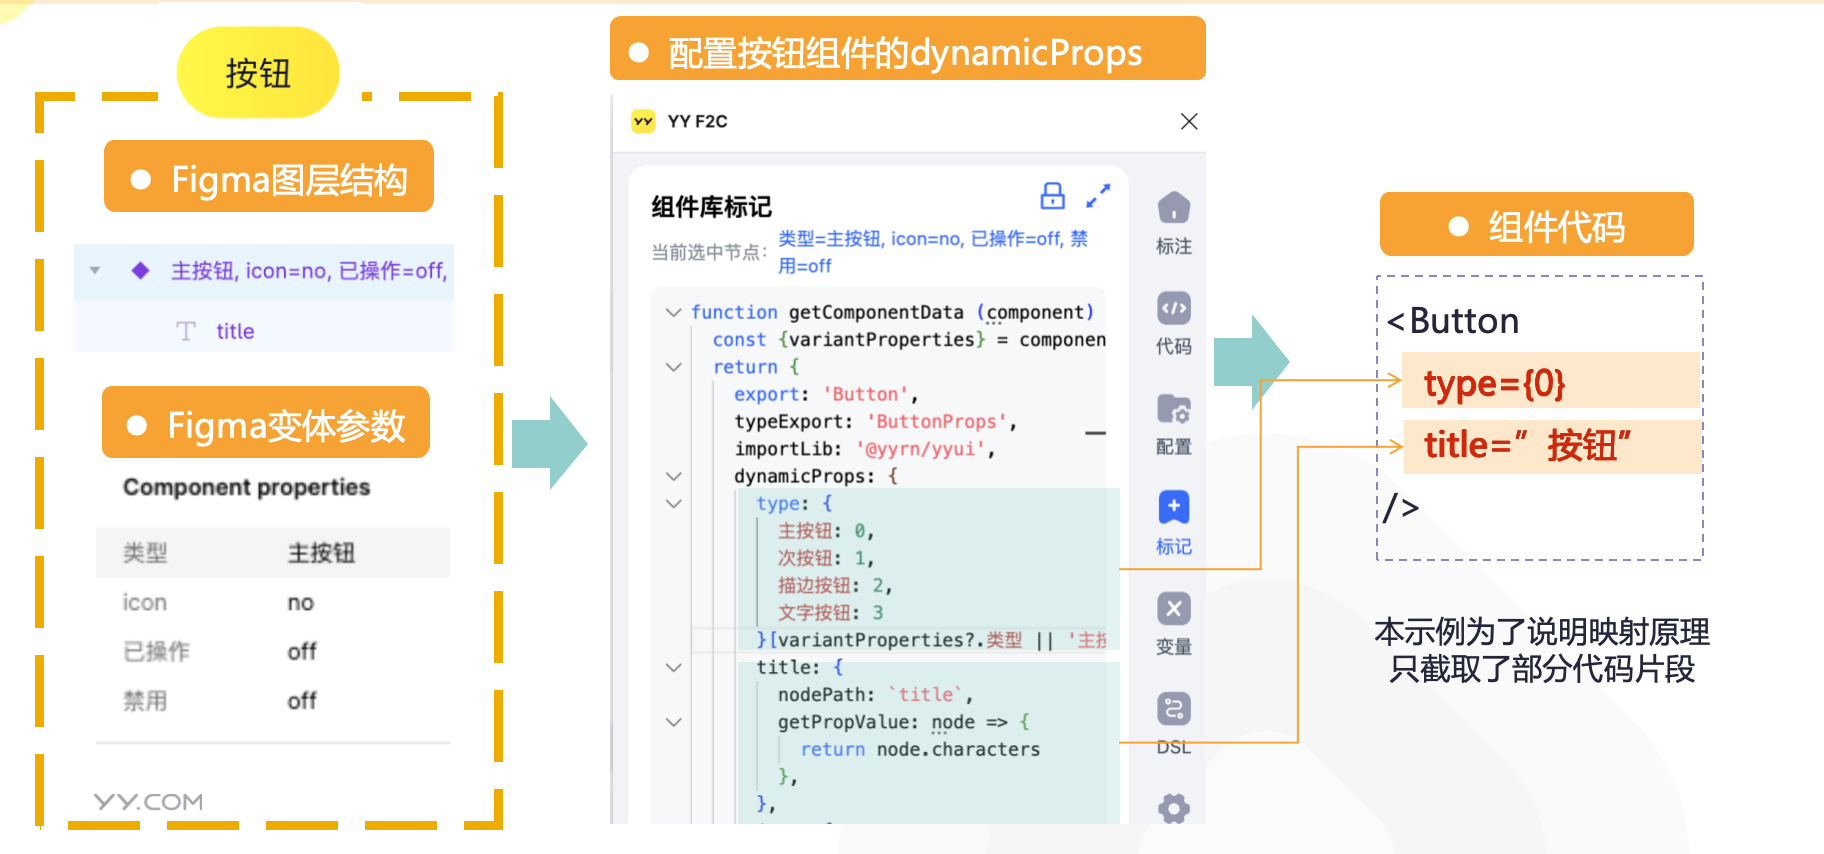 按钮
Figma图层结构
主按钮, icon=no, 已操作=off,
title
Figma变体参数
Component properties
类型 主按钮
icon no
已操作 off
禁用 off
YY.COM
配置按钮组件的dynamicProps
YY F2C
组件库标记
当前选中节点: 类型=主按钮, icon=no, 已操作=off, 禁
用=off
function getComponentData (component)
const {variantProperties} = componen
return {
export: 'Button',
typeExport: 'ButtonProps',
importLib: '@yyrn/yyui',
dynamicProps: {
type: {
主按钮: 0,
次按钮: 1,
描边按钮: 2,
文字按钮: 3
}[variantProperties?.类型 || '主按
title: {
nodePath: `title`,
getPropValue: node => {
return node.characters
},
},
标注
代码
配置
标记
变量
DSL
组件代码
<Button
type={0}
title=”按钮”
/>
本示例为了说明映射原理
只截取了部分代码片段